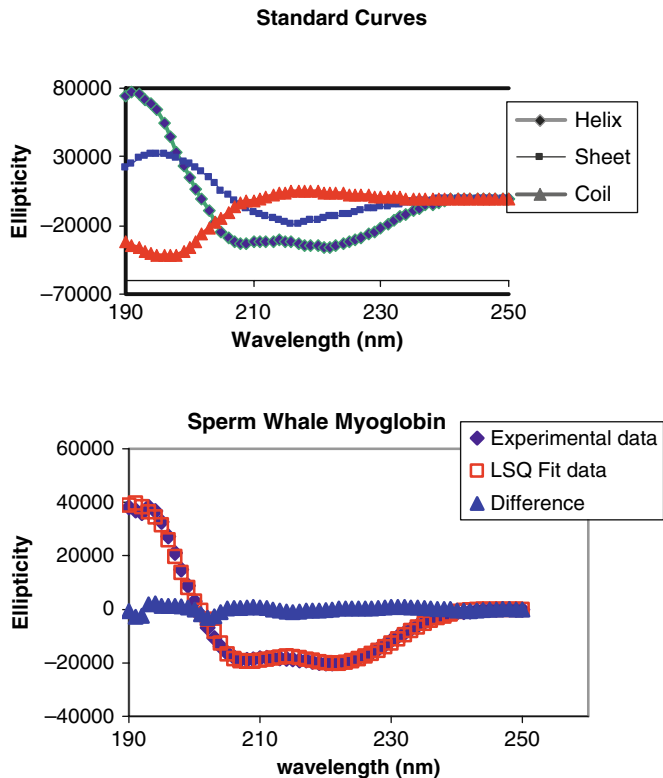 Standard Curves
80000
30000
−20000
−70000
Ellipticity
190
210
230
250
Wavelength (nm)
Helix
Sheet
Coil
Sperm Whale Myoglobin
60000
40000
20000
0
−20000
−40000
Ellipticity
190
210
230
250
wavelength (nm)
Experimental data
LSQ Fit data
Difference